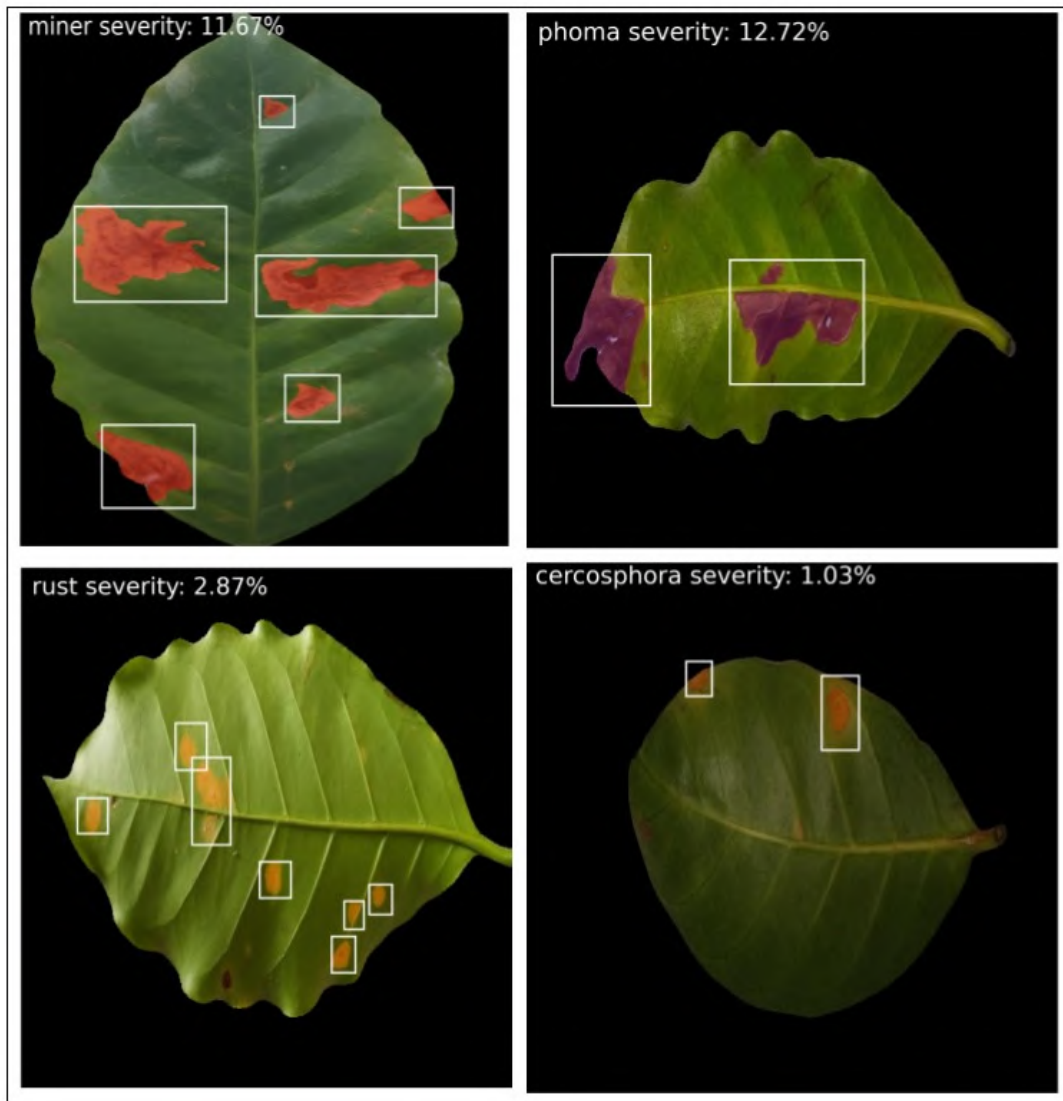 miner severity: 11.67%
phoma severity: 12.72%
rust severity: 2.87%
cercosphora severity: 1.03%